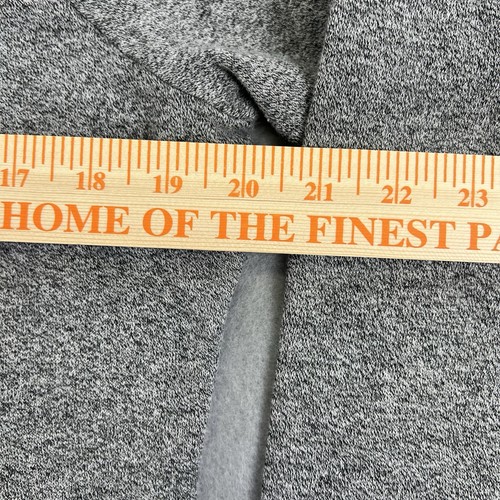 17 18 19 20 21 22 23
HOME OF THE FINEST PA